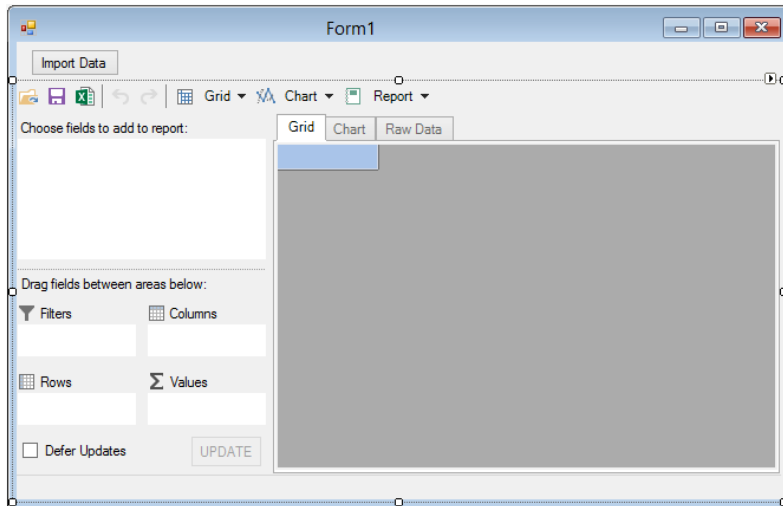 Form1
Import Data
Grid Chart Report
Choose fields to add to report:
Grid Chart Raw Data
Drag fields between areas below:
Filters Columns
Rows Σ Values
Defer Updates UPDATE